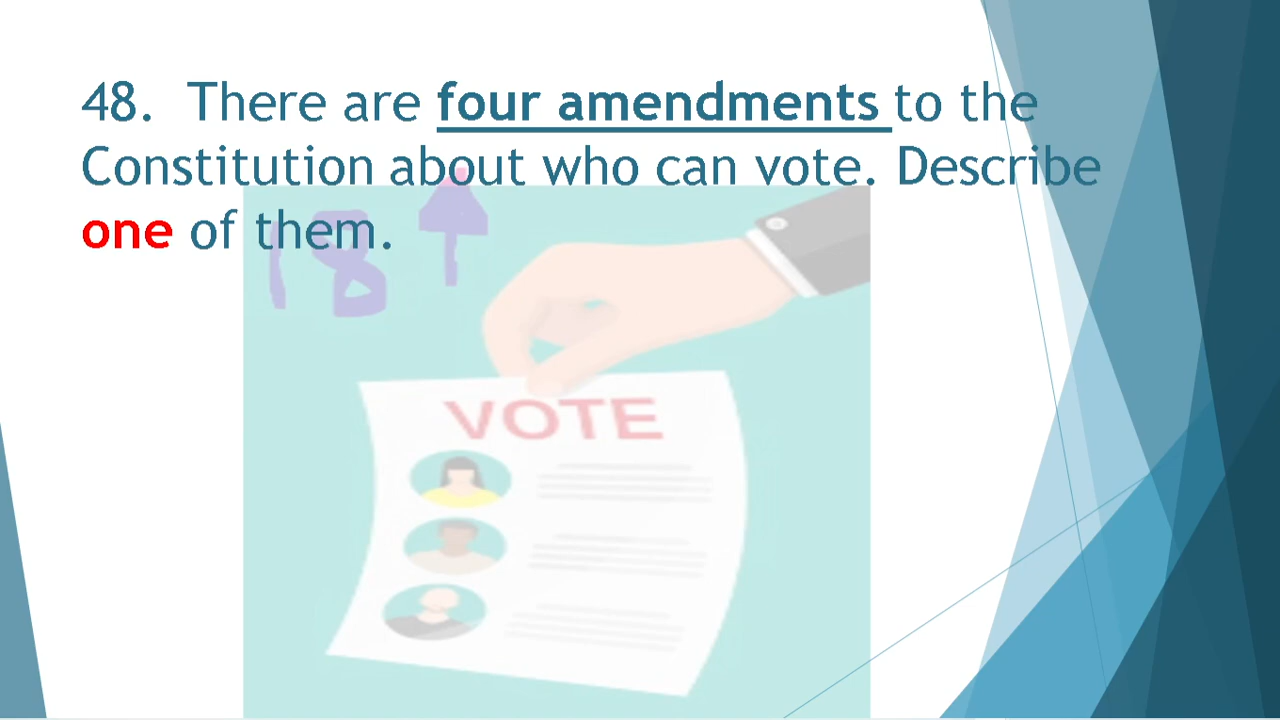 48. There are four amendments to the
Constitution about who can vote. Describe
one of them.
18
VOTE